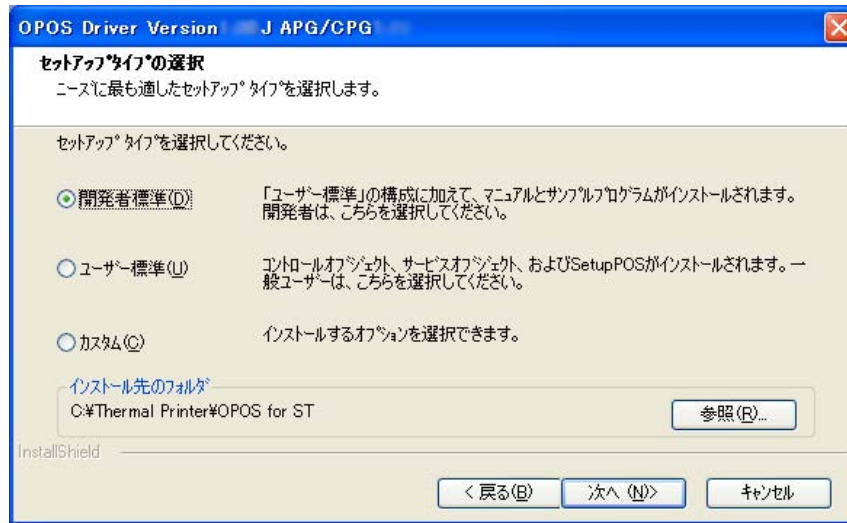 OPOS Driver Version J APG/CPG
セットアップタイプの選択
ニーズに最も適したセットアップ タイプを選択します。
セットアップ タイプを選択してください。
開発者標準(D)
「ユーザー標準」の構成に加えて、マニュアルとサンプルプログラムがインストールされます。
開発者は、こちらを選択してください。
ユーザー標準(U)
コントロールオブジェクト、サービスオブジェクト、およびSetupPOSがインストールされます。一
般ユーザーは、こちらを選択してください。
カスタム(C)
インストールするオプションを選択できます。
インストール先のフォルダ
C:¥Thermal Printer¥OPOS for ST
参照(R)...
InstallShield
< 戻る(B)
次へ (N)>
キャンセル